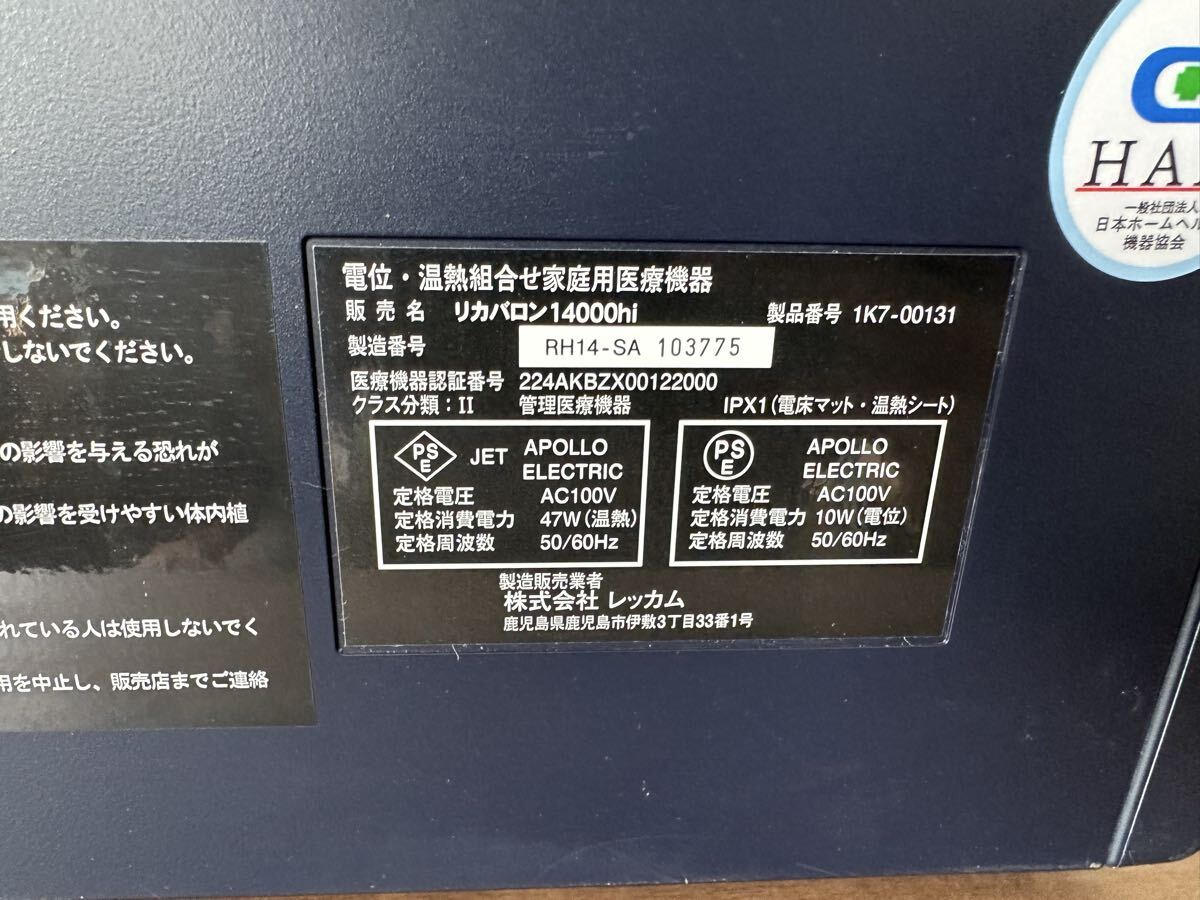 用ください。
しないでください。
の影響を与える恐れが
の影響を受けやすい体内植
れている人は使用しないでく
用を中止し、販売店までご連絡
電位・温熱組合せ家庭用医療機器
販売名 リカバロン14000hi 製品番号 1K7-00131
製造番号 RH14-SA 103775
医療機器認証番号 224AKBZX00122000
クラス分類：II 管理医療機器 IPX1(電床マット・温熱シート)
PSE JET APOLLO
ELECTRIC
定格電圧 AC100V
定格消費電力 47W(温熱)
定格周波数 50/60Hz
PSE APOLLO
ELECTRIC
定格電圧 AC100V
定格消費電力 10W(電位)
定格周波数 50/60Hz
製造販売業者
株式会社 レッカム
鹿児島県鹿児島市伊敷3丁目33番1号
HA
一般社団法人
日本ホームヘル
機器協会